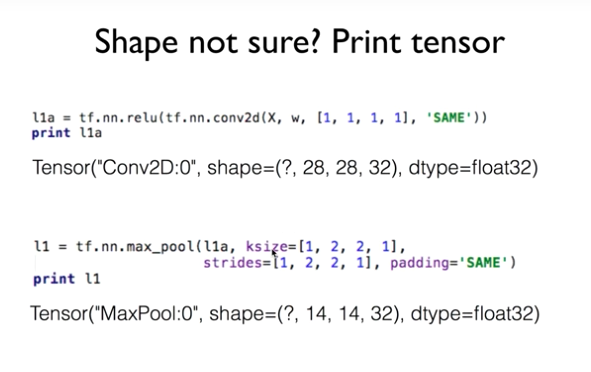 Shape not sure? Print tensor
l1a = tf.nn.relu(tf.nn.conv2d(X, w, [1, 1, 1, 1], 'SAME'))
print l1a
Tensor("Conv2D:0", shape=(?, 28, 28, 32), dtype=float32)
l1 = tf.nn.max_pool(l1a, ksize=[1, 2, 2, 1],
strides=[1, 2, 2, 1], padding='SAME')
print l1
Tensor("MaxPool:0", shape=(?, 14, 14, 32), dtype=float32)